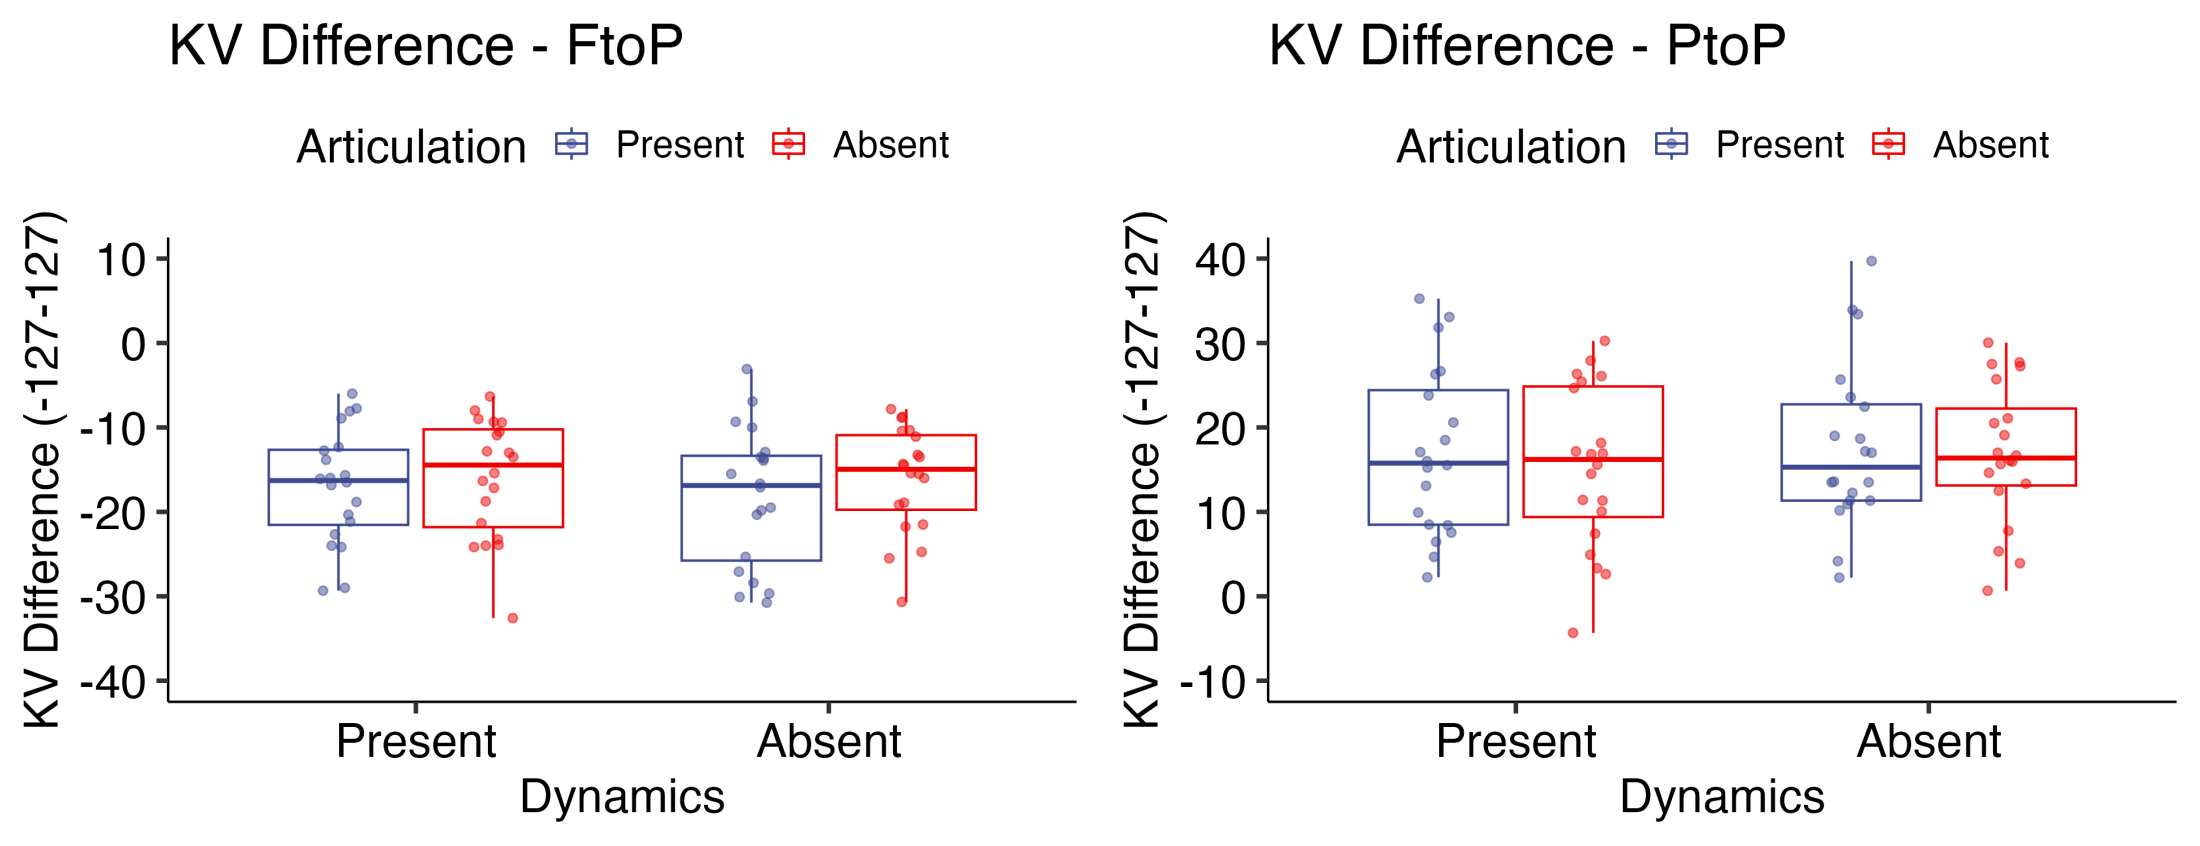 KV Difference - FtoP
Articulation Present Absent
KV Difference (-127-127)
10
0
-10
-20
-30
-40
Present Absent
Dynamics
KV Difference - PtoP
Articulation Present Absent
KV Difference (-127-127)
40
30
20
10
0
-10
Present Absent
Dynamics